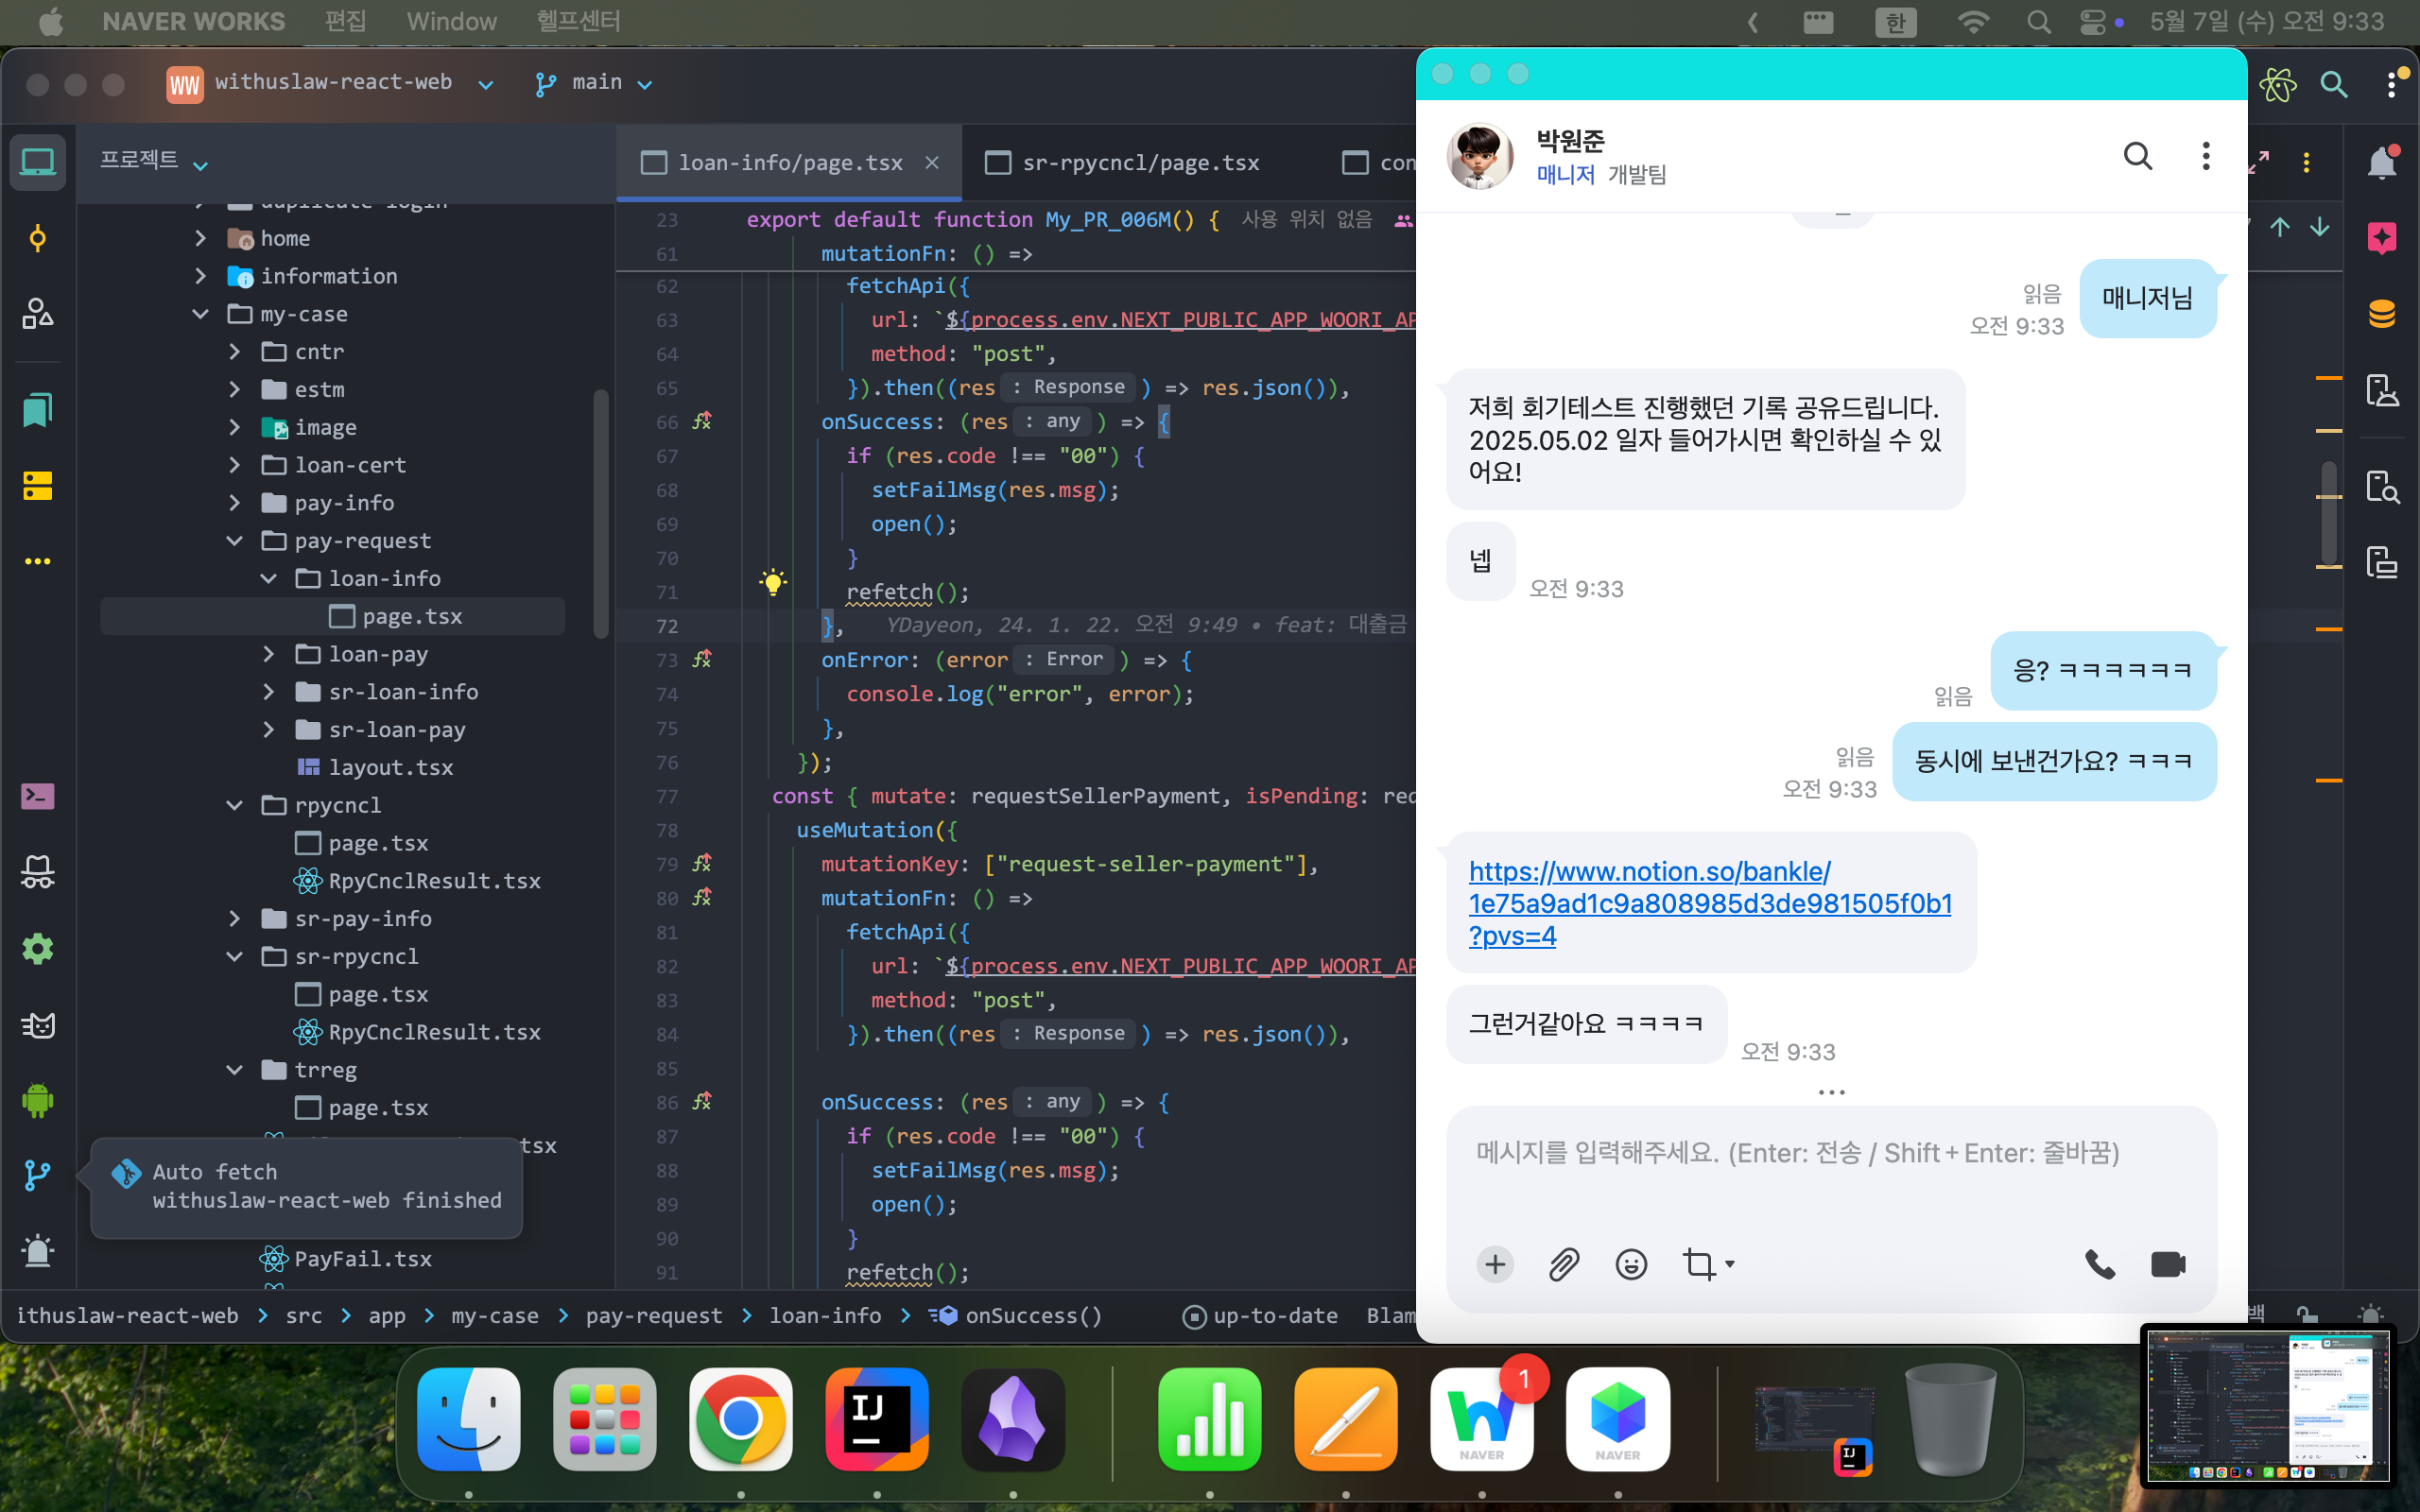 NAVER WORKS 편집 Window 헬프센터
한 5월 7일 (수) 오전 9:33
WW withuslaw-react-web main
프로젝트
home
information
my-case
cntr
estm
image
loan-cert
pay-info
pay-request
loan-info
page.tsx
loan-pay
sr-loan-info
sr-loan-pay
layout.tsx
rpycncl
page.tsx
RpyCnclResult.tsx
sr-pay-info
sr-rpycncl
page.tsx
RpyCnclResult.tsx
trreg
page.tsx
tsx
Auto fetch
withuslaw-react-web finished
PayFail.tsx
loan-info/page.tsx sr-rpycncl/page.tsx con
23 export default function My_PR_006M() { 사용 위치 없음
61 mutationFn: () =>
62 fetchApi({
63 url: `${process.env.NEXT_PUBLIC_APP_WOORI_AP
64 method: "post",
65 }).then((res : Response ) => res.json()),
66 onSuccess: (res : any ) => {
67 if (res.code !== "00") {
68 setFailMsg(res.msg);
69 open();
70 }
71 refetch();
72 }, YDayeon, 24. 1. 22. 오전 9:49 • feat: 대출금
73 onError: (error : Error ) => {
74 console.log("error", error);
75 },
76 });
77 const { mutate: requestSellerPayment, isPending: req
78 useMutation({
79 mutationKey: ["request-seller-payment"],
80 mutationFn: () =>
81 fetchApi({
82 url: `${process.env.NEXT_PUBLIC_APP_WOORI_AP
83 method: "post",
84 }).then((res : Response ) => res.json()),
85
86 onSuccess: (res : any ) => {
87 if (res.code !== "00") {
88 setFailMsg(res.msg);
89 open();
90 }
91 refetch();
ithuslaw-react-web > src > app > my-case > pay-request > loan-info > onSuccess() up-to-date Blam
백
박원준
매니저 개발팀
매니저님
읽음
오전 9:33
저희 회기테스트 진행했던 기록 공유드립니다.
2025.05.02 일자 들어가시면 확인하실 수 있
어요!
넵
오전 9:33
응? ㅋㅋㅋㅋㅋㅋ
읽음
동시에 보낸건가요? ㅋㅋㅋ
읽음
오전 9:33
https://www.notion.so/bankle/
1e75a9ad1c9a808985d3de981505f0b1
?pvs=4
그런거같아요 ㅋㅋㅋㅋ
오전 9:33
메시지를 입력해주세요. (Enter: 전송 / Shift+Enter: 줄바꿈)
IJ
NAVER
1
NAVER
IJ